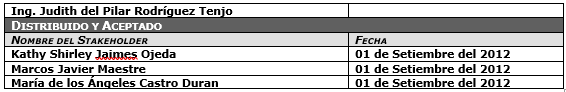 Ing. Judith del Pilar Rodríguez Tenjo
DISTRIBUIDO Y ACEPTADO
NOMBRE DEL STAKEHOLDER FECHA
Kathy Shirley Jaimes Ojeda 01 de Setiembre del 2012
Marcos Javier Maestre 01 de Setiembre del 2012
María de los Ángeles Castro Duran 01 de Setiembre del 2012